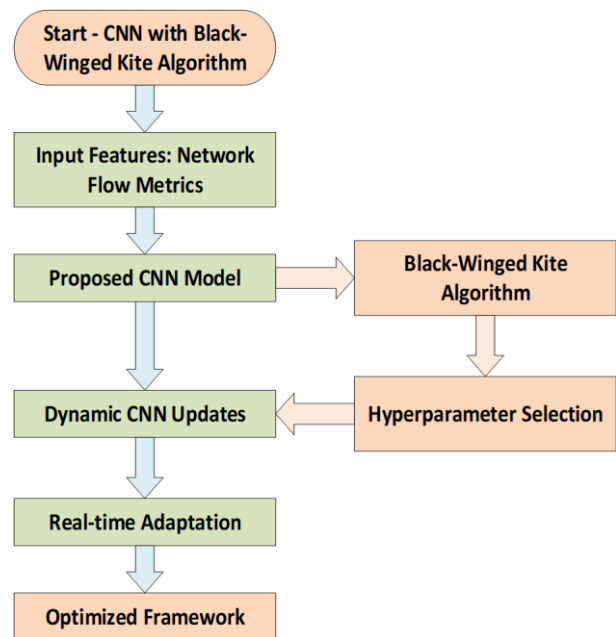 Start - CNN with Black-
Winged Kite Algorithm
Input Features: Network
Flow Metrics
Proposed CNN Model
Black-Winged Kite
Algorithm
Dynamic CNN Updates
Hyperparameter Selection
Real-time Adaptation
Optimized Framework